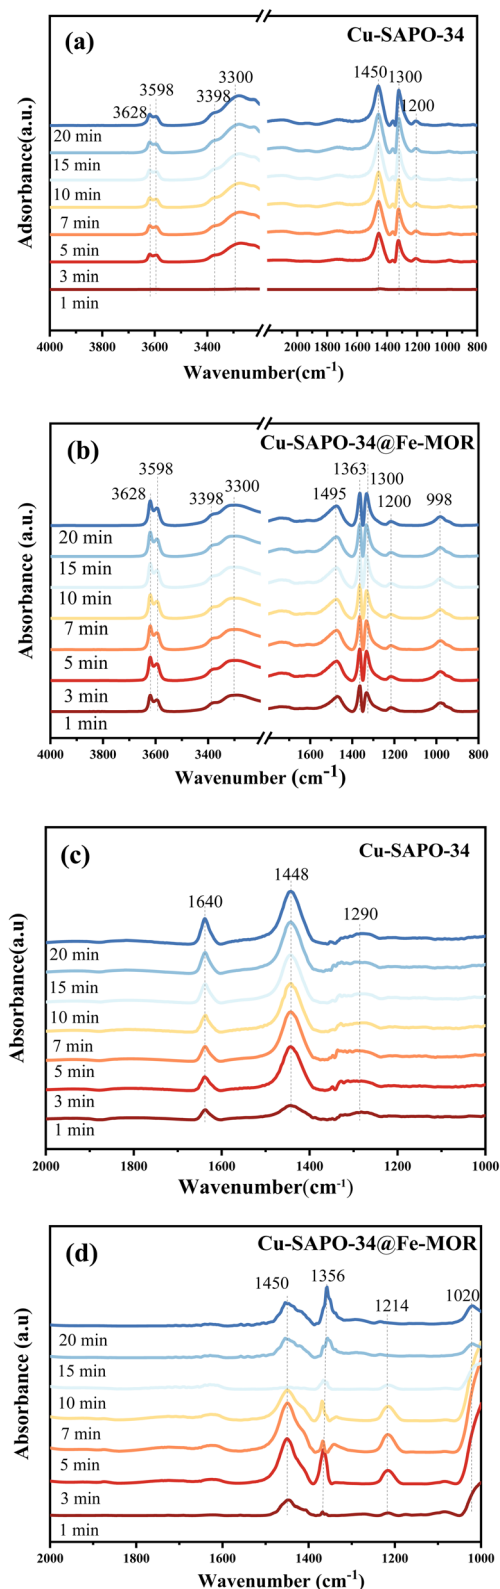 (a)
Cu-SAPO-34
3628
3598
3398
3300
1450
1300
1200
20 min
15 min
10 min
7 min
5 min
3 min
1 min
Adsorbance(a.u.)
4000 3600 3400 2000 1800 1600 1400 1200 1000 800
Wavenumber(cm⁻¹)
(b)
Cu-SAPO-34@Fe-MOR
3628
3598
3398
3300
1495
1363
1300
1200
998
20 min
15 min
10 min
7 min
5 min
3 min
1 min
Absorbance (a.u.)
4000 3600 3400 1600 1400 1200 1000 800
Wavenumber (cm⁻¹)
(c)
Cu-SAPO-34
1640
1448
1290
20 min
15 min
10 min
7 min
5 min
3 min
1 min
Absorbance(a.u)
2000 1800 1600 1400 1200 1000
Wavenumber(cm⁻¹)
(d)
Cu-SAPO-34@Fe-MOR
1450
1356
1214
1020
20 min
15 min
10 min
7 min
5 min
3 min
1 min
Absorbance (a.u)
2000 1800 1600 1400 1200 1000
Wavenumber (cm⁻¹)